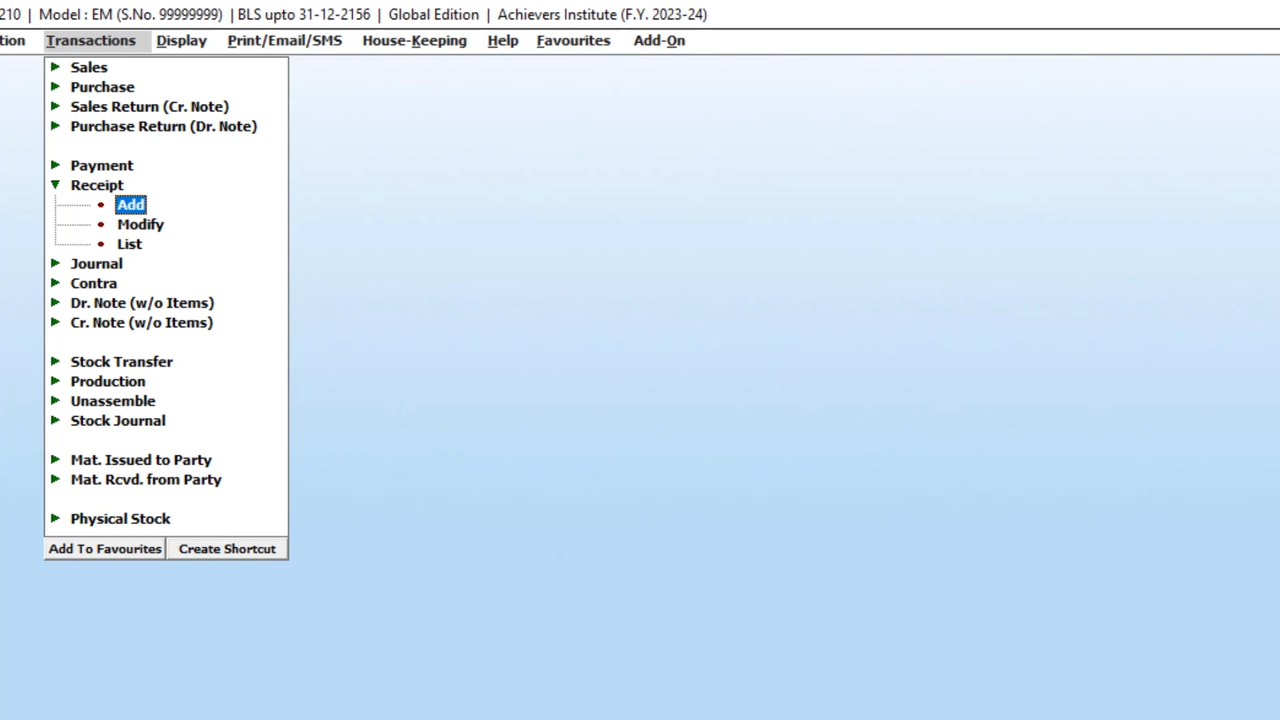 210 | Model : EM (S.No. 99999999) | BLS upto 31-12-2156 | Global Edition | Achievers Institute (F.Y. 2023-24)
tion Transactions Display Print/Email/SMS House-Keeping Help Favourites Add-On
Sales
Purchase
Sales Return (Cr. Note)
Purchase Return (Dr. Note)
Payment
Receipt
Add
Modify
List
Journal
Contra
Dr. Note (w/o Items)
Cr. Note (w/o Items)
Stock Transfer
Production
Unassemble
Stock Journal
Mat. Issued to Party
Mat. Rcvd. from Party
Physical Stock
Add To Favourites Create Shortcut